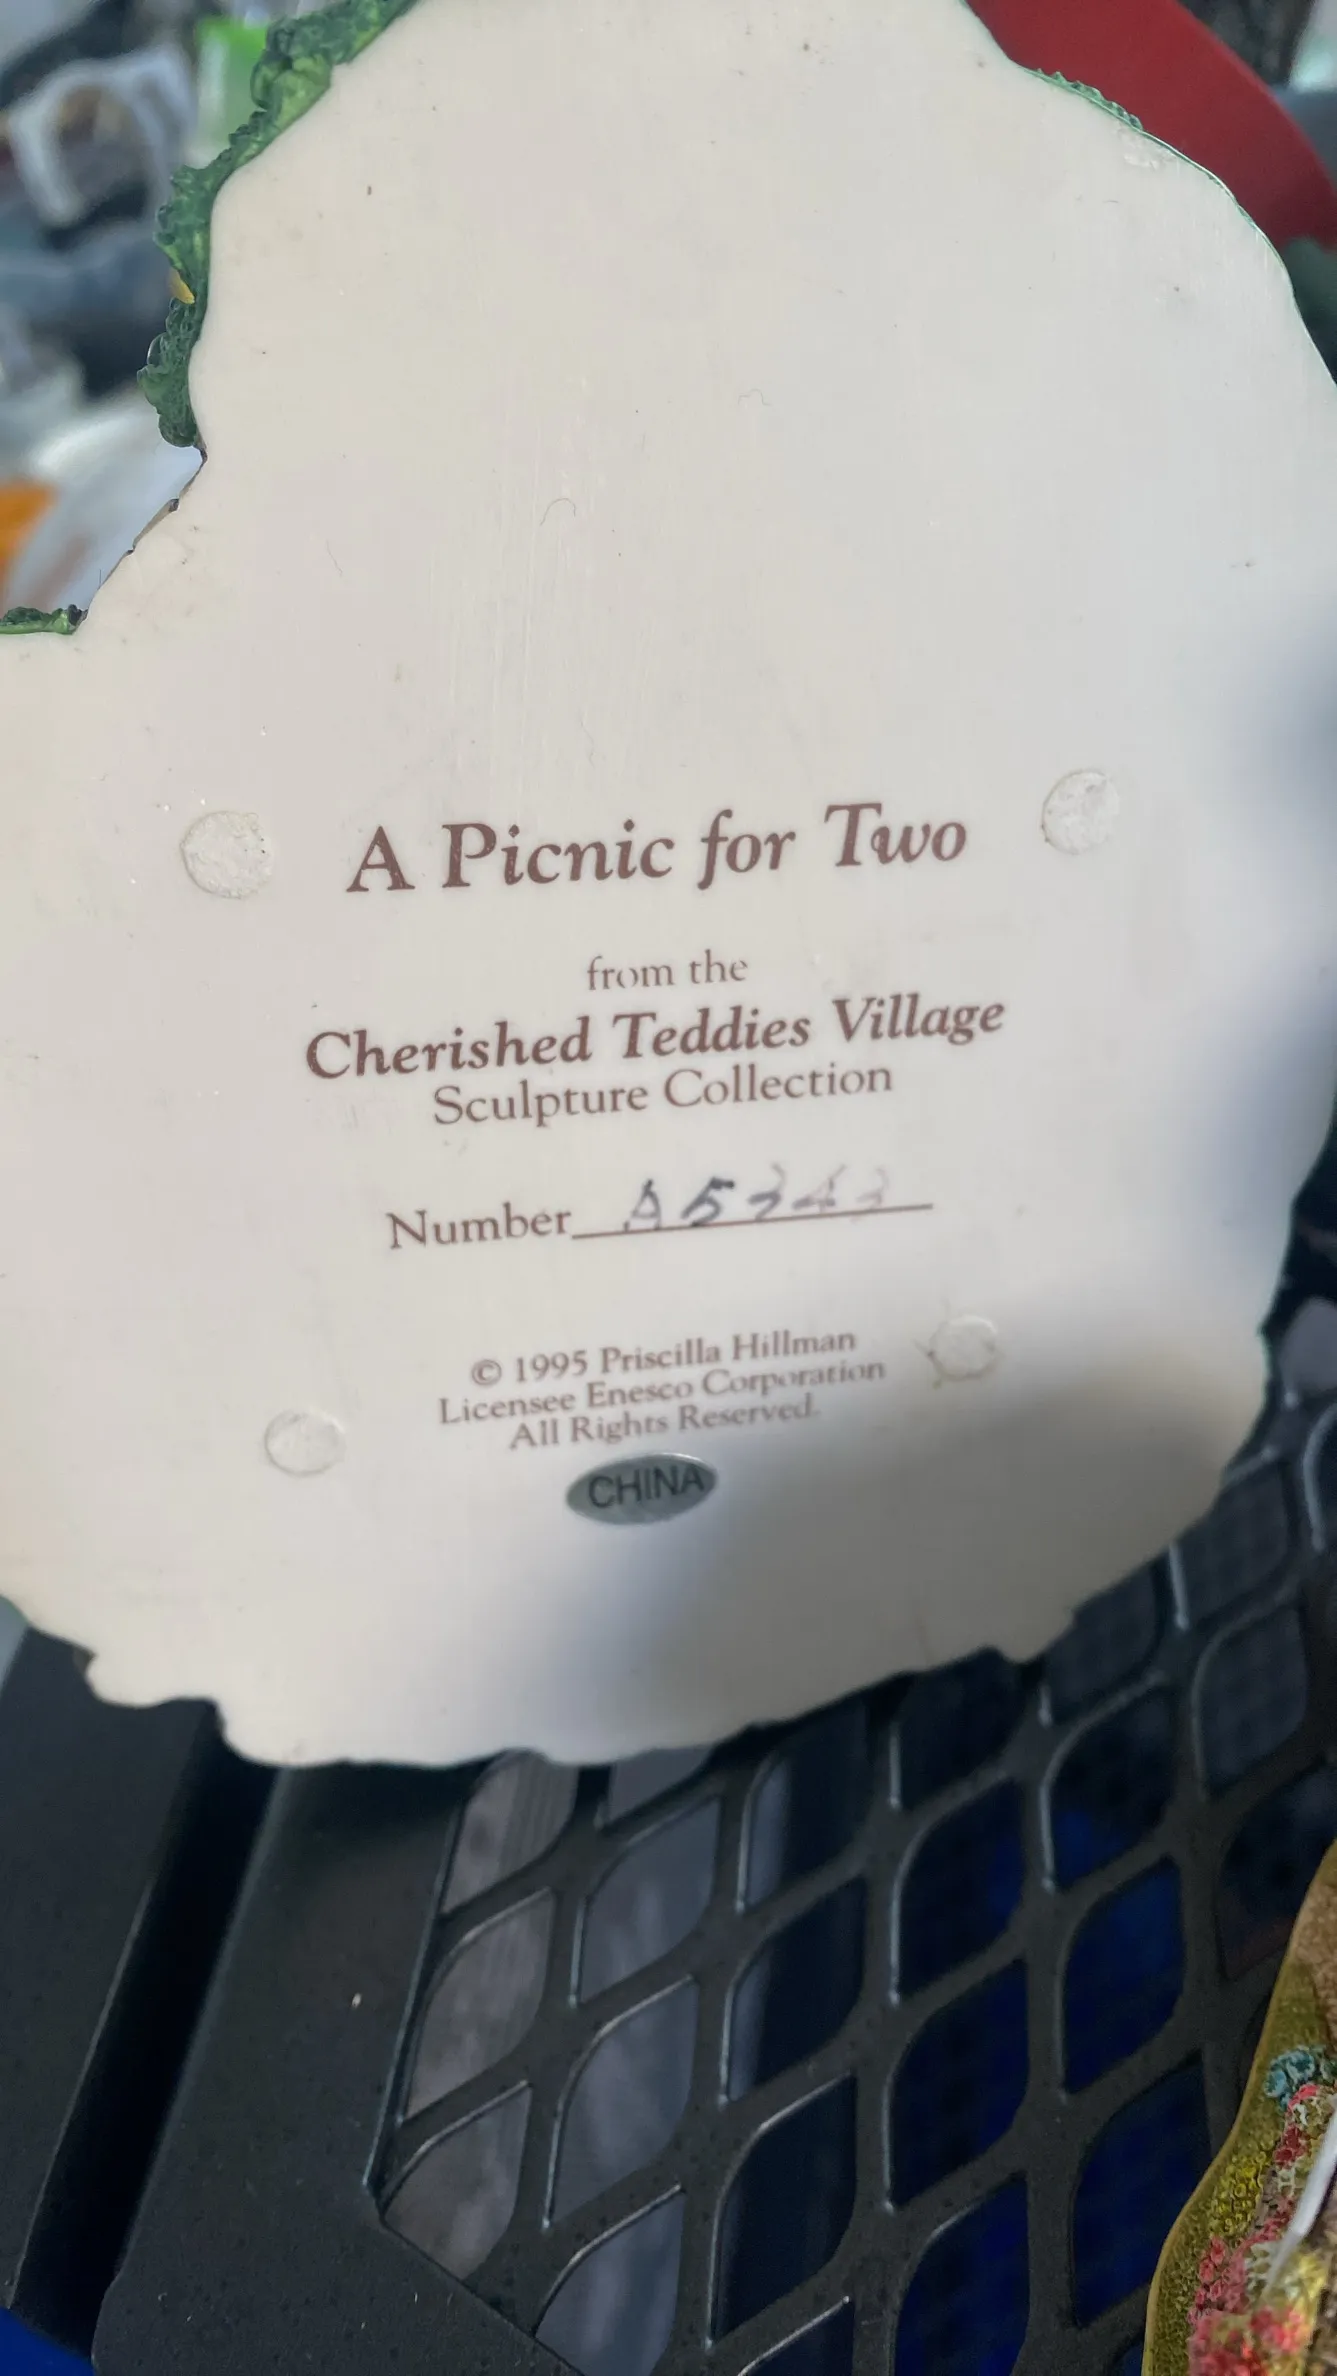 A Picnic for Two
from the
Cherished Teddies Village
Sculpture Collection
Number A5343
© 1995 Priscilla Hillman
Licensee Enesco Corporation
All Rights Reserved.
CHINA